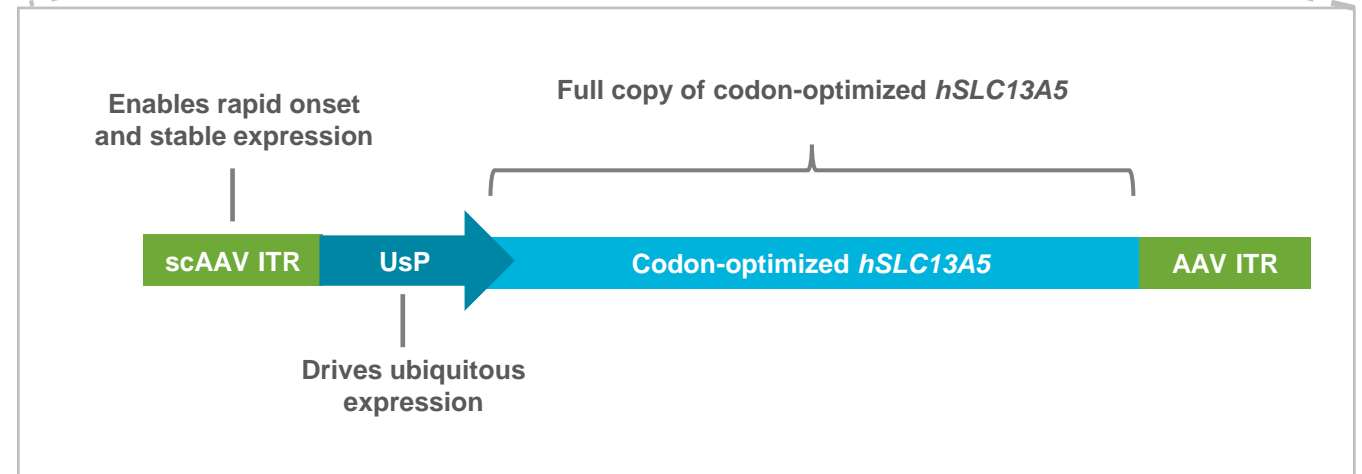 Enables rapid onset
and stable expression
Full copy of codon-optimized hSLC13A5
scAAV ITR
UsP
Codon-optimized hSLC13A5
AAV ITR
Drives ubiquitous
expression